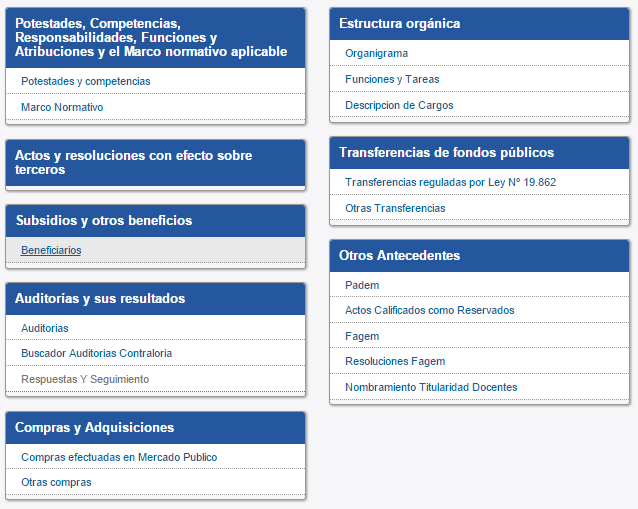 Potestades, Competencias,
Responsabilidades, Funciones y
Atribuciones y el Marco normativo aplicable
Potestades y competencias
Marco Normativo
Actos y resoluciones con efecto sobre
terceros
Subsidios y otros beneficios
Beneficiarios
Auditorías y sus resultados
Auditorias
Buscador Auditorias Contraloria
Respuestas Y Seguimiento
Compras y Adquisiciones
Compras efectuadas en Mercado Publico
Otras compras
Estructura orgánica
Organigrama
Funciones y Tareas
Descripcion de Cargos
Transferencias de fondos públicos
Transferencias reguladas por Ley Nº 19.862
Otras Transferencias
Otros Antecedentes
Padem
Actos Calificados como Reservados
Fagem
Resoluciones Fagem
Nombramiento Titularidad Docentes